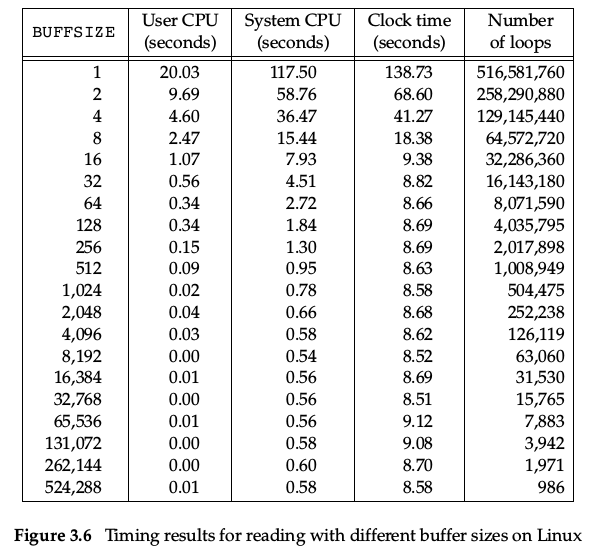 BUFFSIZE User CPU (seconds) System CPU (seconds) Clock time (seconds) Number of loops
1 20.03 117.50 138.73 516,581,760
2 9.69 58.76 68.60 258,290,880
4 4.60 36.47 41.27 129,145,440
8 2.47 15.44 18.38 64,572,720
16 1.07 7.93 9.38 32,286,360
32 0.56 4.51 8.82 16,143,180
64 0.34 2.72 8.66 8,071,590
128 0.34 1.84 8.69 4,035,795
256 0.15 1.30 8.69 2,017,898
512 0.09 0.95 8.63 1,008,949
1,024 0.02 0.78 8.58 504,475
2,048 0.04 0.66 8.68 252,238
4,096 0.03 0.58 8.62 126,119
8,192 0.00 0.54 8.52 63,060
16,384 0.01 0.56 8.69 31,530
32,768 0.00 0.56 8.51 15,765
65,536 0.01 0.56 9.12 7,883
131,072 0.00 0.58 9.08 3,942
262,144 0.00 0.60 8.70 1,971
524,288 0.01 0.58 8.58 986
Figure 3.6 Timing results for reading with different buffer sizes on Linux